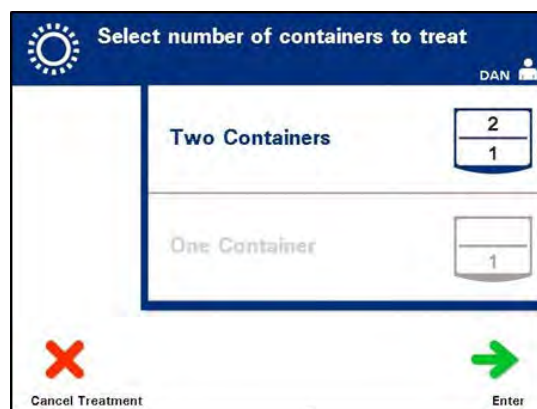 Select number of containers to treat
DAN
Two Containers
2
1
One Container
1
Cancel Treatment
Enter